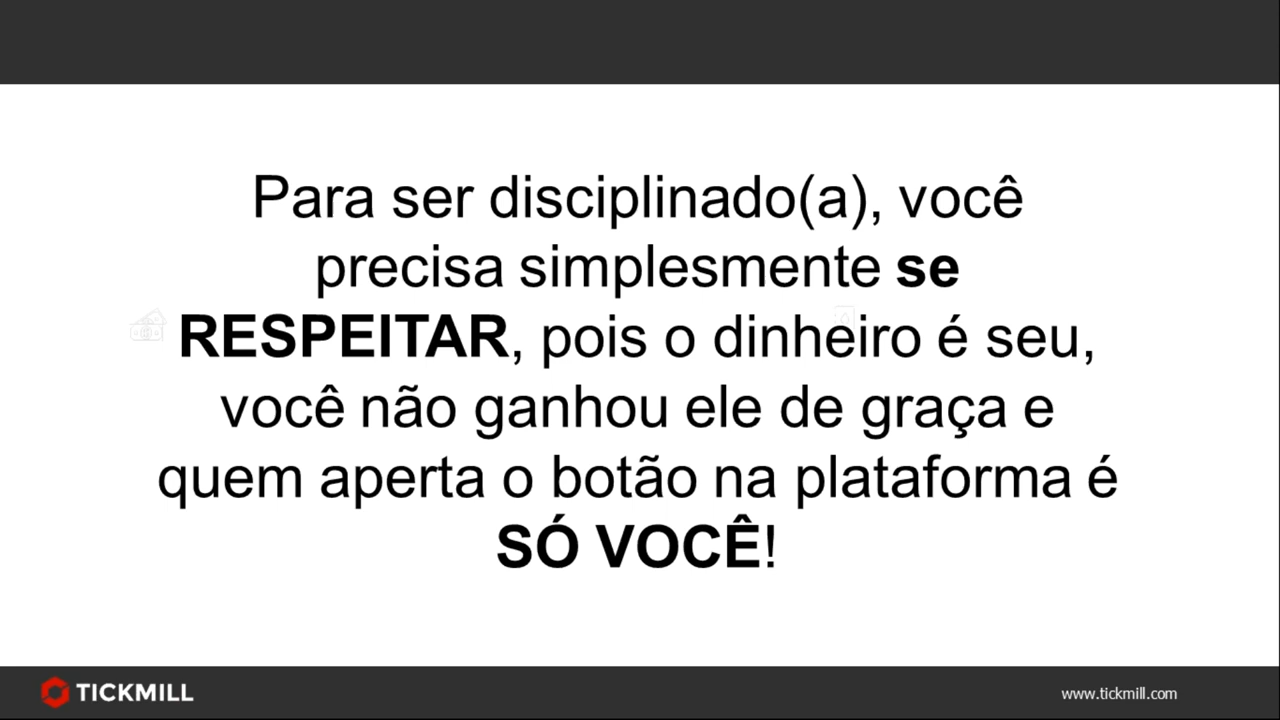 Para ser disciplinado(a), você
precisa simplesmente se
RESPEITAR, pois o dinheiro é seu,
você não ganhou ele de graça e
quem aperta o botão na plataforma é
SÓ VOCÊ!
TICKMILL
www.tickmill.com